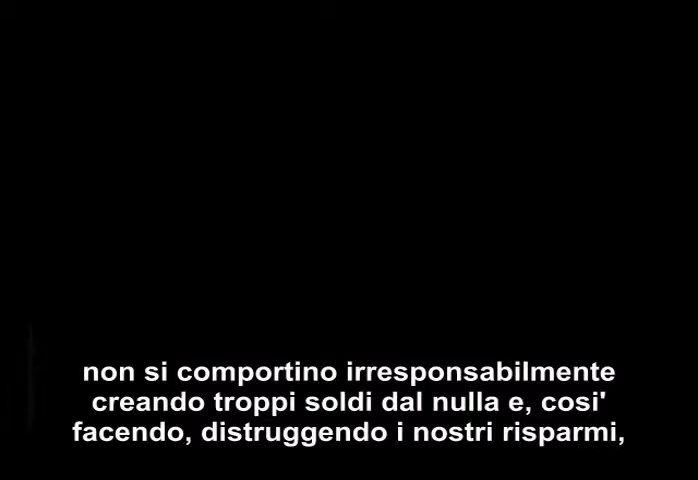 non si comportino irresponsabilmente
creando troppi soldi dal nulla e, cosi'
facendo, distruggendo i nostri risparmi,